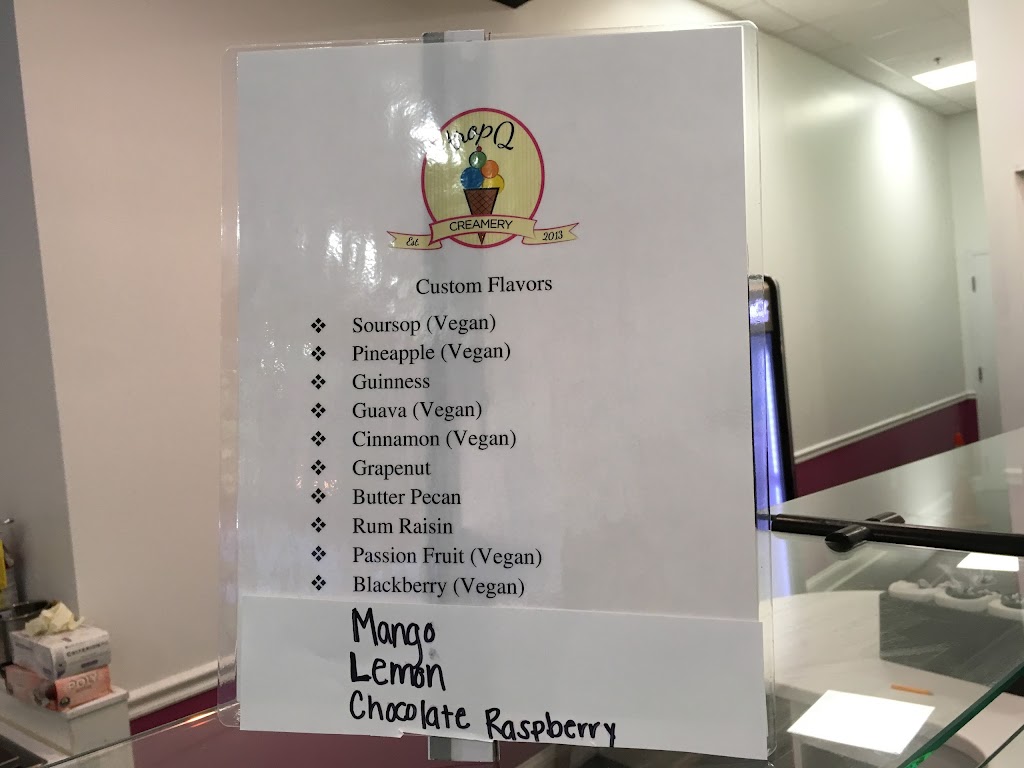 CREAMERY
Est. 2013
Custom Flavors
❖ Soursop (Vegan)
❖ Pineapple (Vegan)
❖ Guinness
❖ Guava (Vegan)
❖ Cinnamon (Vegan)
❖ Grapenut
❖ Butter Pecan
❖ Rum Raisin
❖ Passion Fruit (Vegan)
❖ Blackberry (Vegan)
Mango
Lemon
Chocolate Raspberry